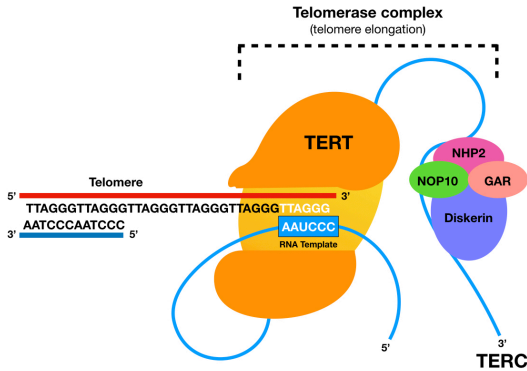 Telomerase complex
(telomere elongation)
TERT
NHP2
NOP10
GAR
Diskerin
Telomere
5’
3’
TTAGGGTTAGGGTTAGGGTTAGGGTTAGGGTTAGGG
AATCCCAATCCC
3’
5’
AAUCCC
RNA Template
5’
3’
TERC